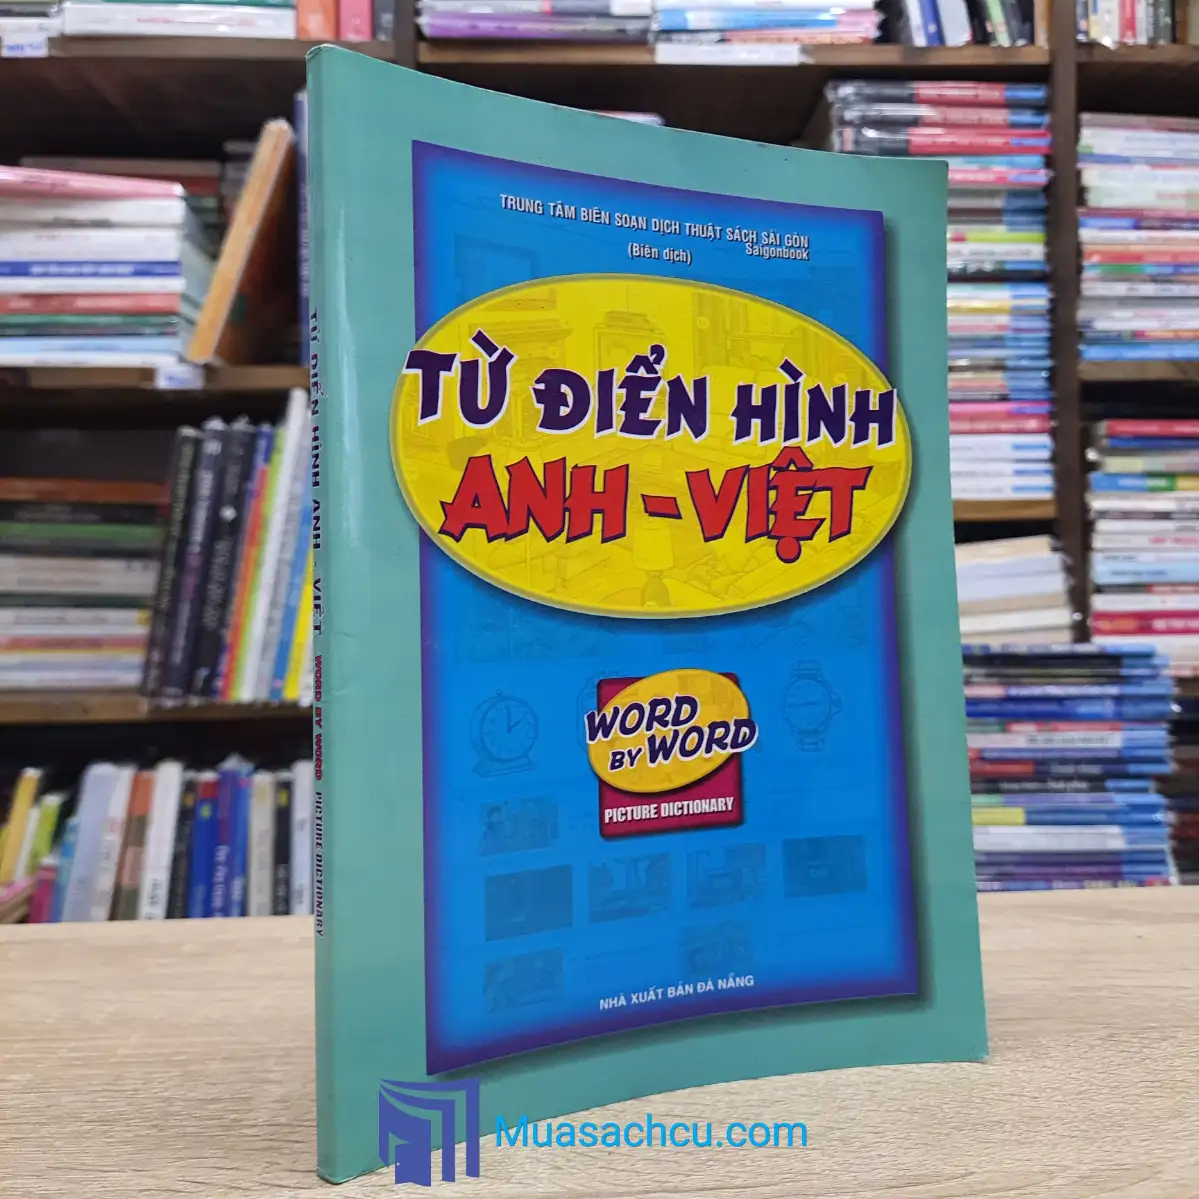 TRUNG TÂM BIÊN SOẠN DỊCH THUẬT SÁCH SÀI GÒN
(Biên dịch)
Saigonbook
TỪ ĐIỂN HÌNH
ANH - VIỆT
WORD
BY WORD
PICTURE DICTIONARY
NHÀ XUẤT BẢN ĐÀ NẴNG
TỪ ĐIỂN HÌNH ANH - VIỆT WORD BY WORD PICTURE DICTIONARY
Muasachcu.com